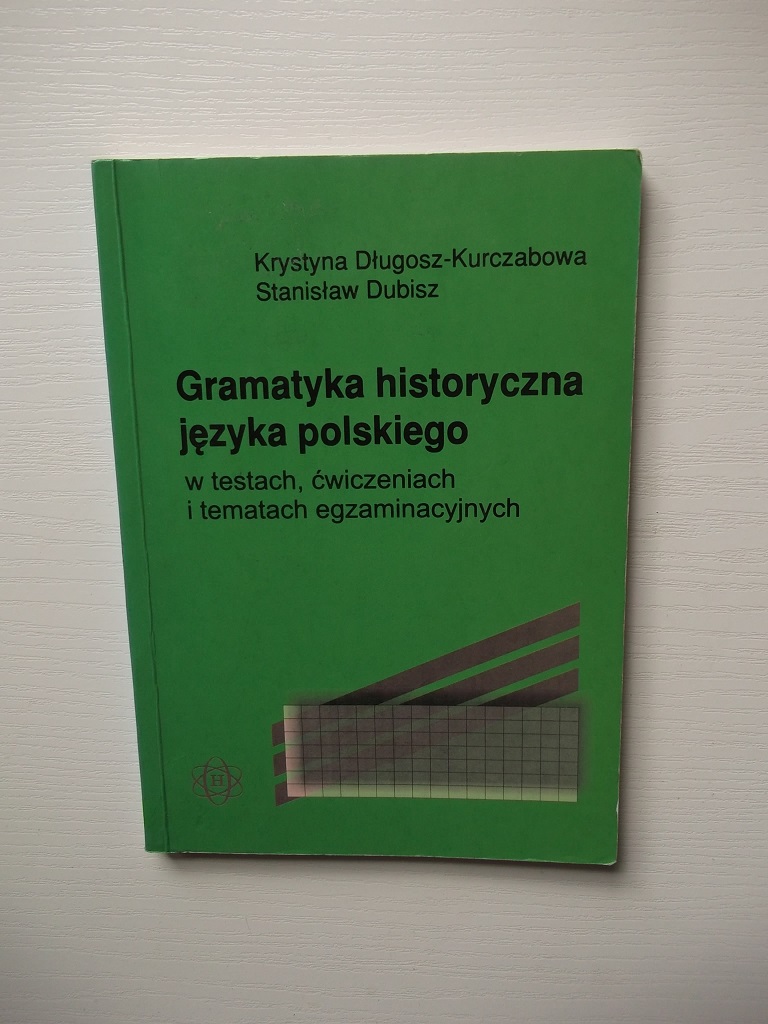 Krystyna Długosz-Kurczabowa
Stanisław Dubisz
Gramatyka historyczna
języka polskiego
w testach, ćwiczeniach
i tematach egzaminacyjnych
H